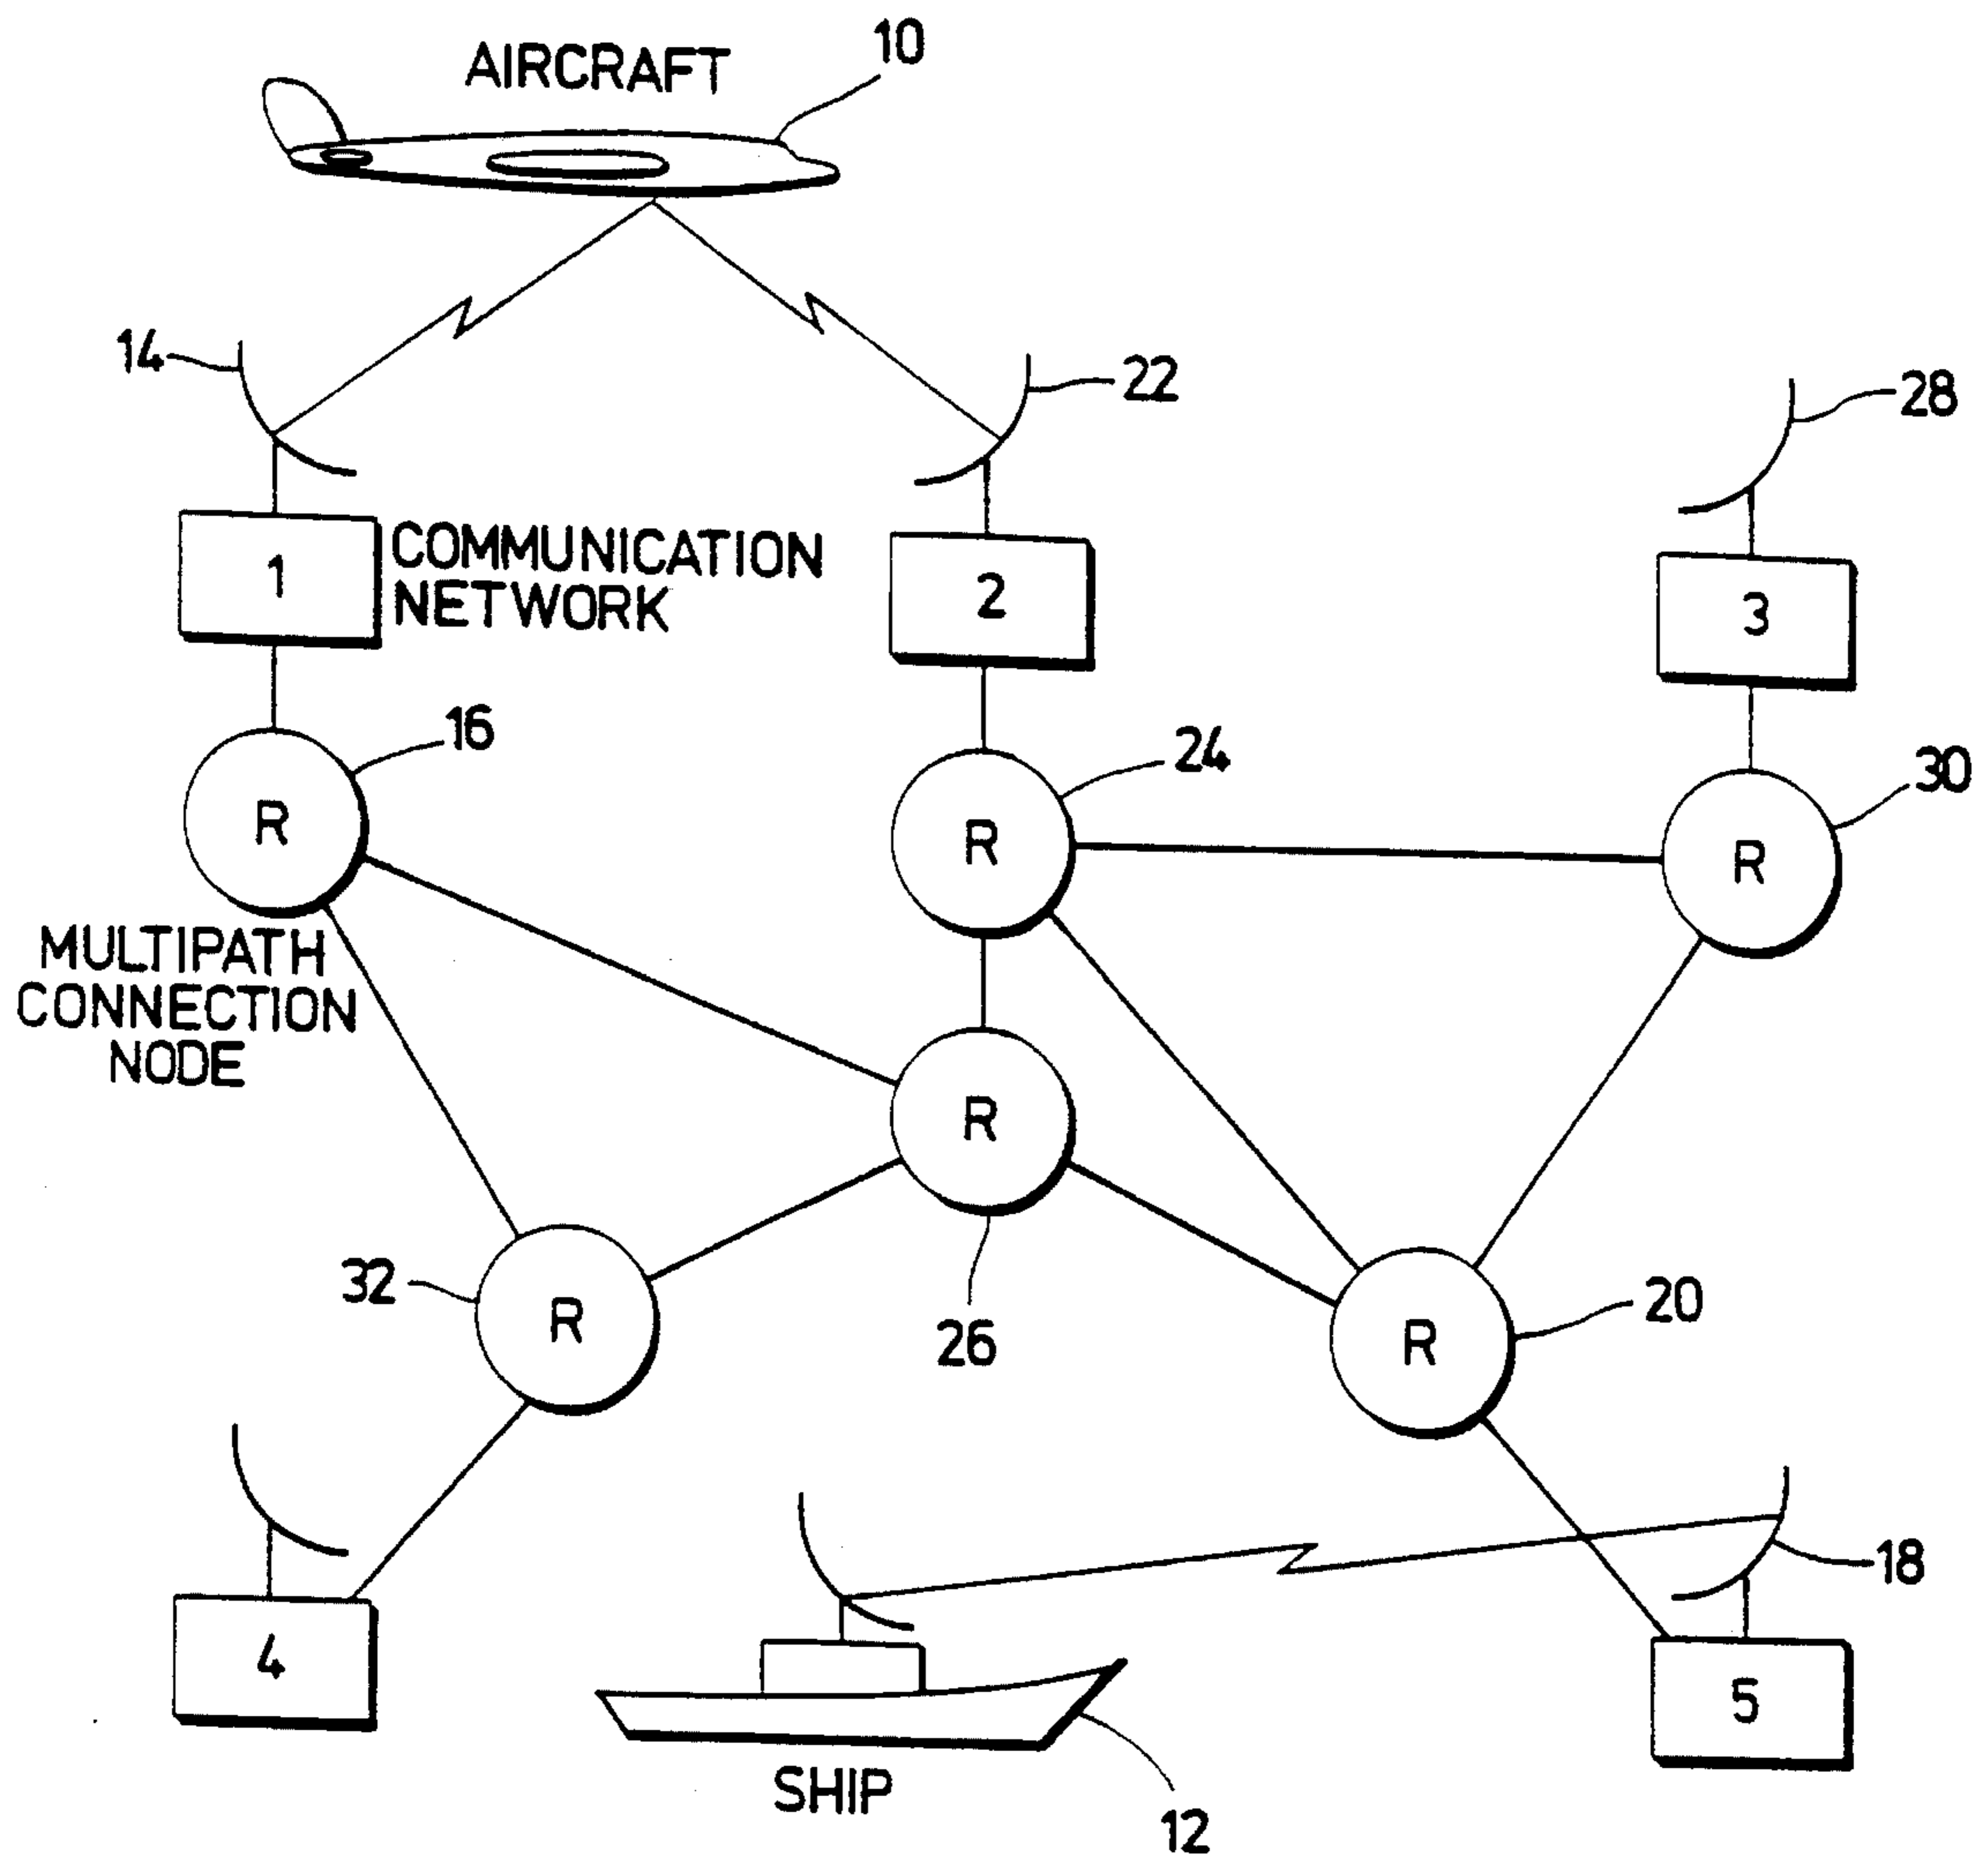 10
AIRCRAFT
14
22
28
1
COMMUNICATION
NETWORK
2
3
16
24
30
R
R
R
MULTIPATH
CONNECTION
NODE
R
32
26
20
R
R
18
4
5
SHIP
12